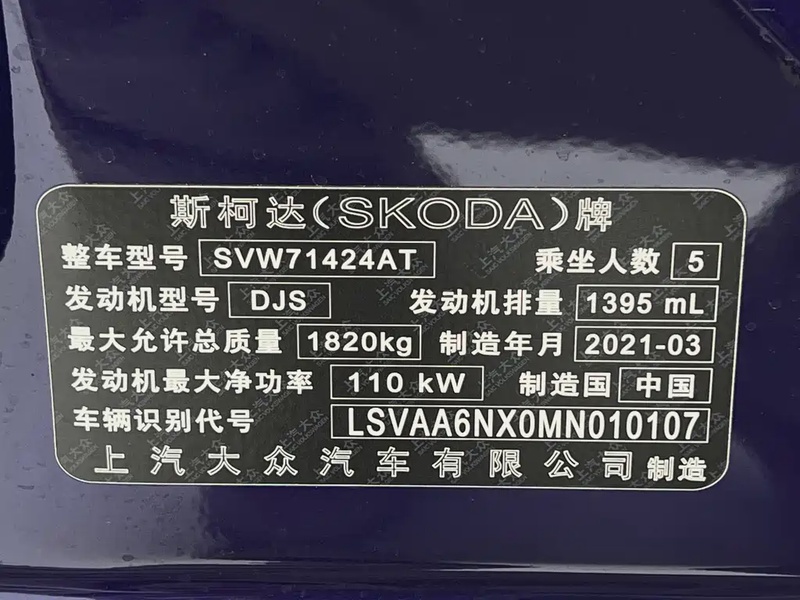 斯柯达(SKODA)牌
整车型号 SVW71424AT 乘坐人数 5
发动机型号 DJS 发动机排量 1395 mL
最大允许总质量 1820kg 制造年月 2021-03
发动机最大净功率 110 kW 制造国 中国
车辆识别代号 LSVAA6NX0MN010107
上汽大众汽车有限公司 制造